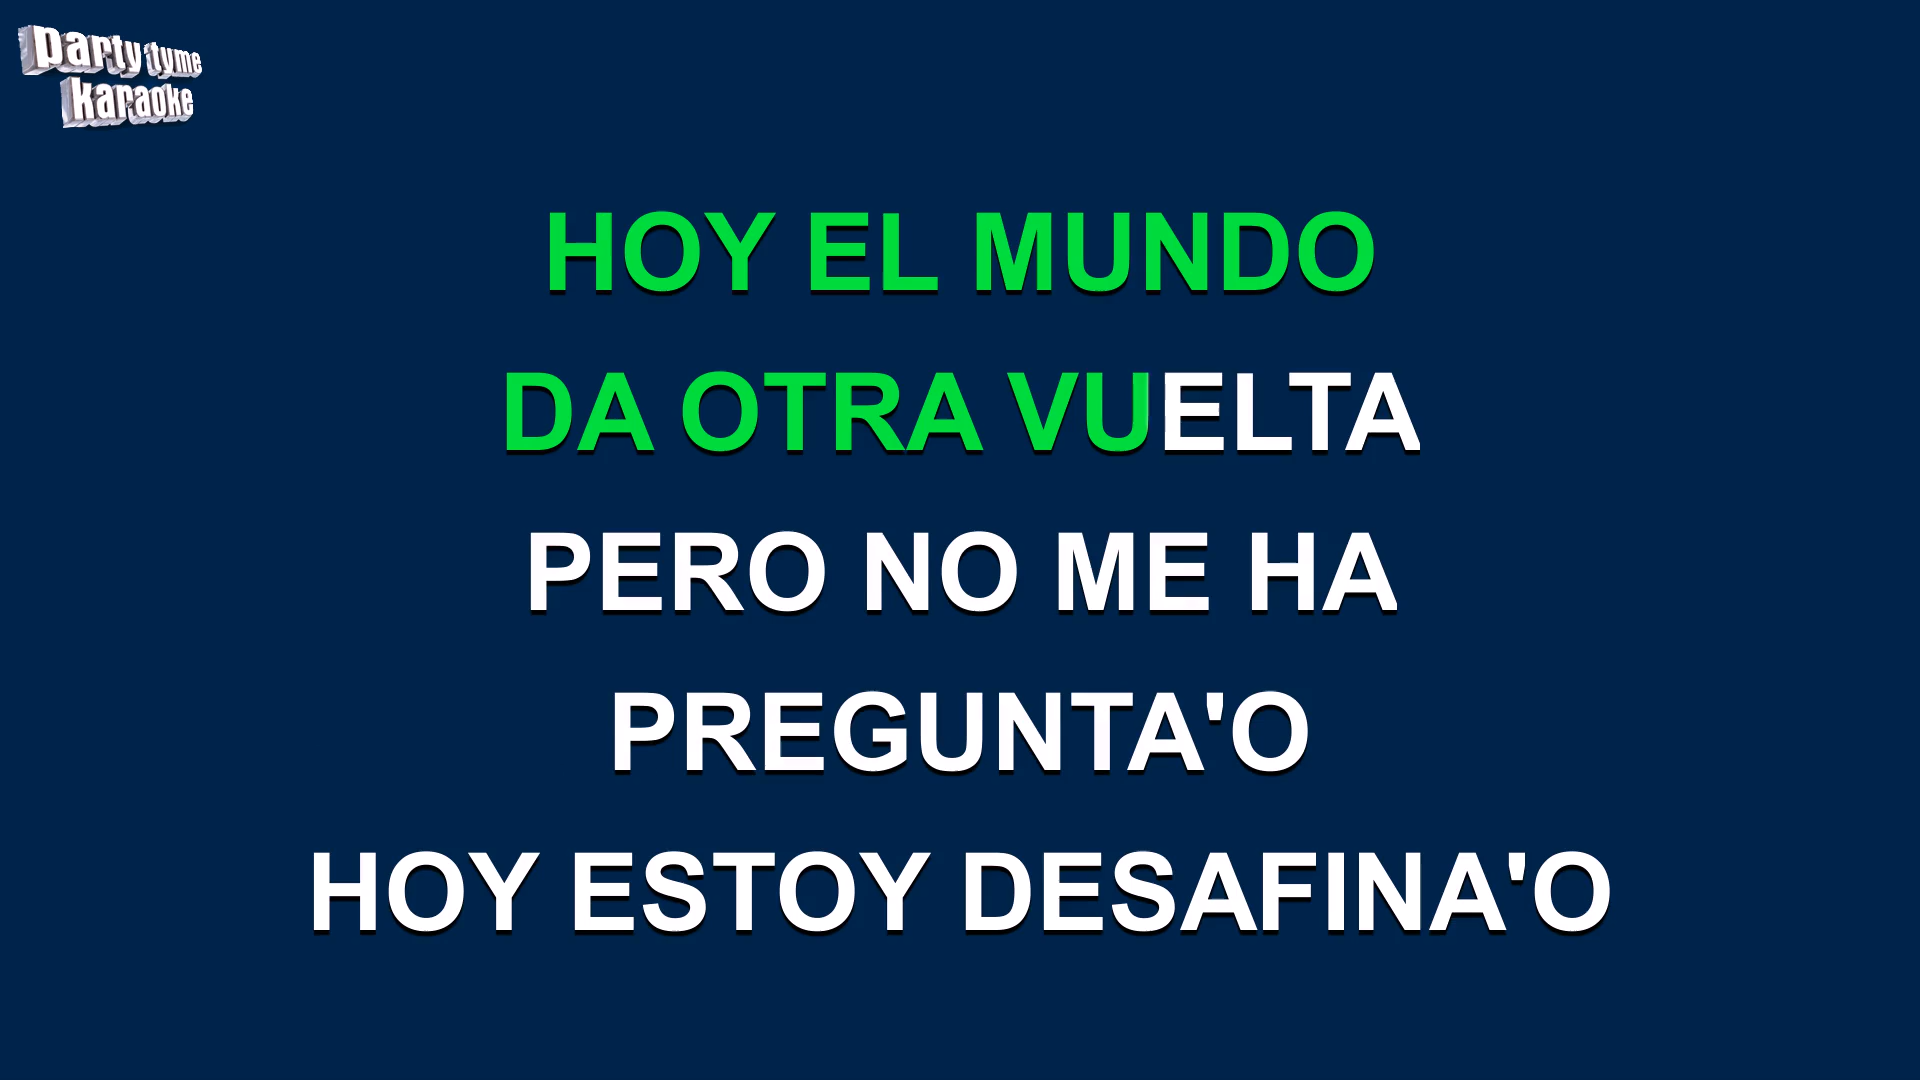 party tyme
karaoke
HOY EL MUNDO
DA OTRA VUELTA
PERO NO ME HA
PREGUNTA'O
HOY ESTOY DESAFINA'O